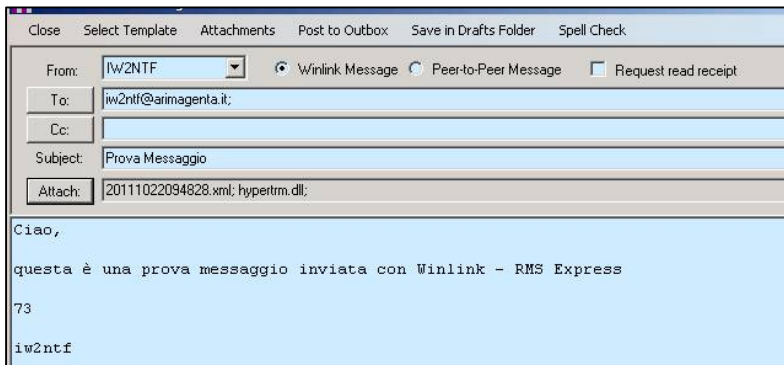 Close Select Template Attachments Post to Outbox Save in Drafts Folder Spell Check
From: IW2NTF Winlink Message Peer-to-Peer Message Request read receipt
To: iw2ntf@arimagenta.it;
Cc:
Subject: Prova Messaggio
Attach: 20111022094828.xml; hypertrm.dll;
Ciao,
questa è una prova messaggio inviata con Winlink - RMS Express
73
iw2ntf